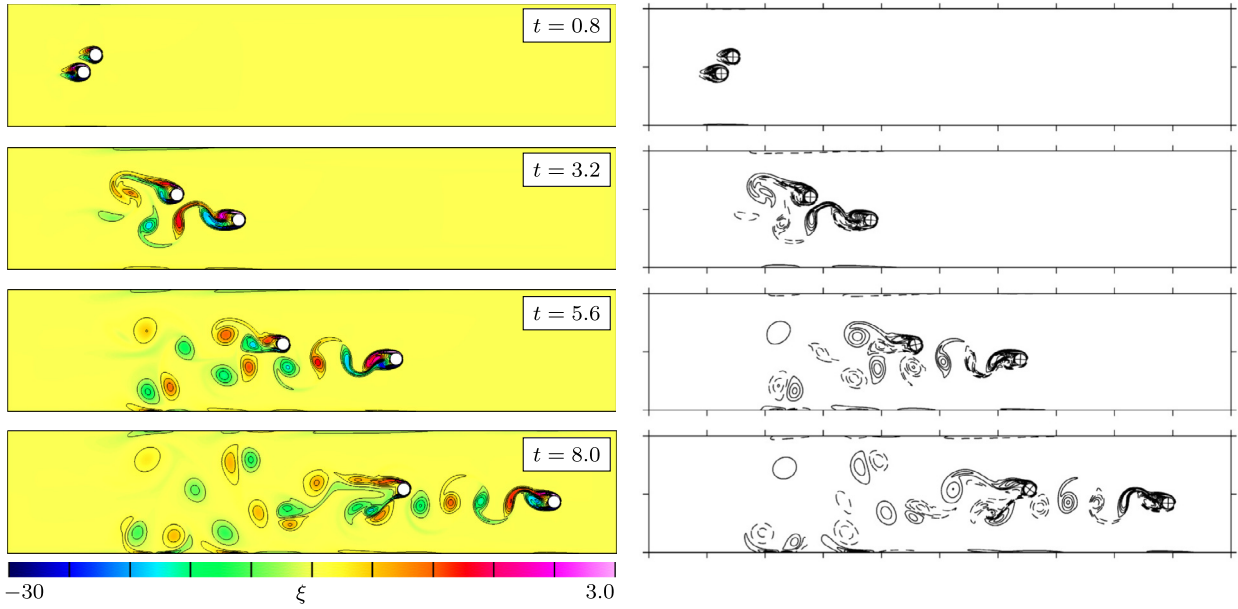 t = 0.8
t = 3.2
t = 5.6
t = 8.0
−30 ξ 3.0